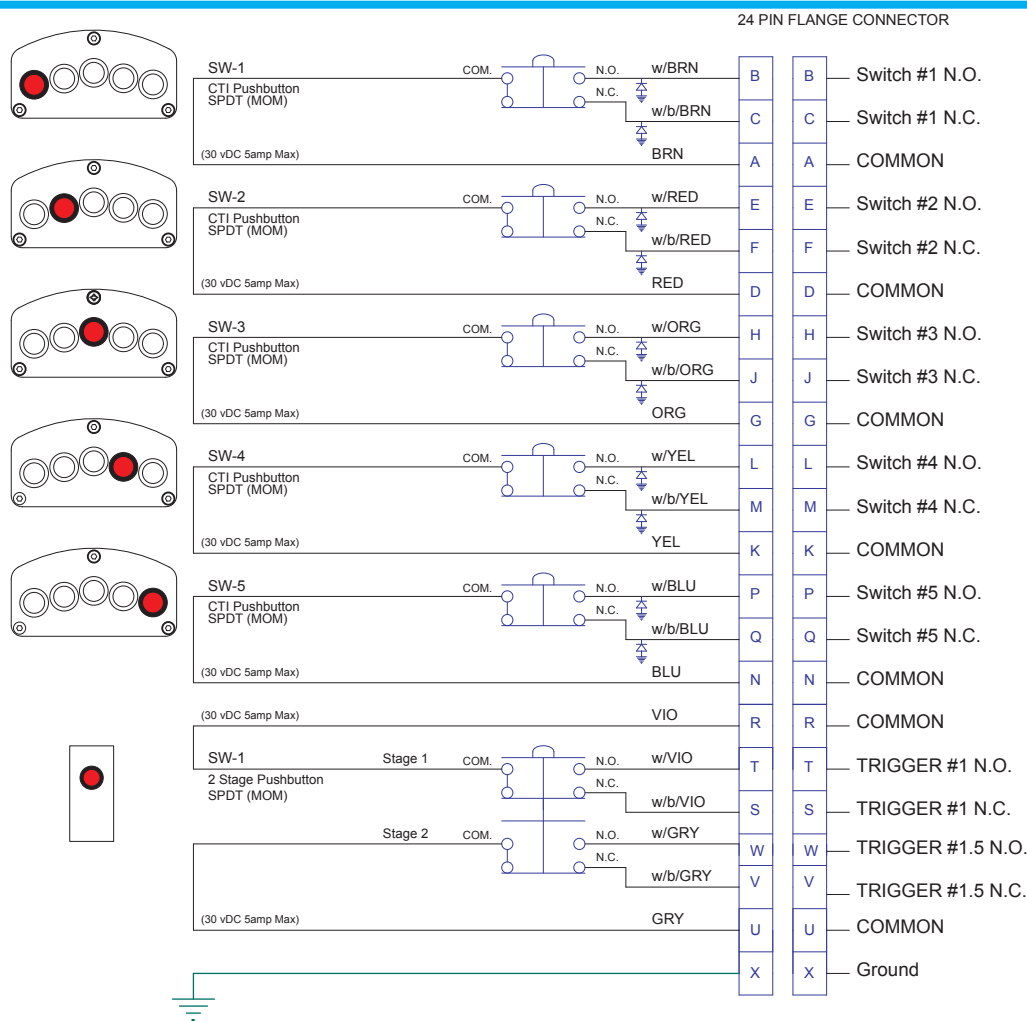 24 PIN FLANGE CONNECTOR
SW-1 COM. N.O. w/BRN B B Switch #1 N.O.
CTI Pushbutton
SPDT (MOM)
N.C. w/b/BRN C C Switch #1 N.C.
(30 vDC 5amp Max) BRN A A COMMON
SW-2 COM. N.O. w/RED E E Switch #2 N.O.
CTI Pushbutton
SPDT (MOM)
N.C. w/b/RED F F Switch #2 N.C.
(30 vDC 5amp Max) RED D D COMMON
SW-3 COM. N.O. w/ORG H H Switch #3 N.O.
CTI Pushbutton
SPDT (MOM)
N.C. w/b/ORG J J Switch #3 N.C.
(30 vDC 5amp Max) ORG G G COMMON
SW-4 COM. N.O. w/YEL L L Switch #4 N.O.
CTI Pushbutton
SPDT (MOM)
N.C. w/b/YEL M M Switch #4 N.C.
(30 vDC 5amp Max) YEL K K COMMON
SW-5 COM. N.O. w/BLU P P Switch #5 N.O.
CTI Pushbutton
SPDT (MOM)
N.C. w/b/BLU Q Q Switch #5 N.C.
(30 vDC 5amp Max) BLU N N COMMON
(30 vDC 5amp Max) VIO R R COMMON
SW-1 Stage 1 COM. N.O. w/VIO T T TRIGGER #1 N.O.
2 Stage Pushbutton
SPDT (MOM)
N.C. w/b/VIO S S TRIGGER #1 N.C.
Stage 2 COM. N.O. w/GRY W W TRIGGER #1.5 N.O.
N.C. w/b/GRY V V TRIGGER #1.5 N.C.
(30 vDC 5amp Max) GRY U U COMMON
X X Ground